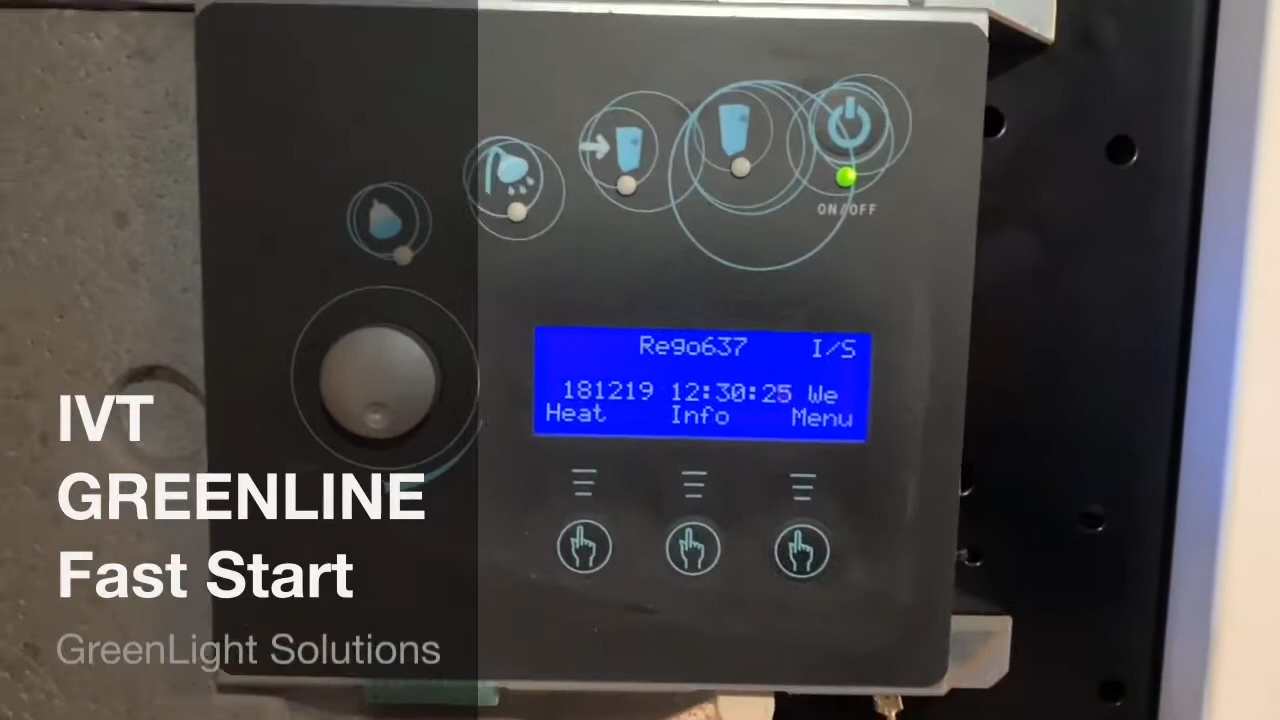 ON/OFF
Rego637 I/S
181219 12:30:25 We
Heat Info Menu
IVT
GREENLINE
Fast Start
GreenLight Solutions